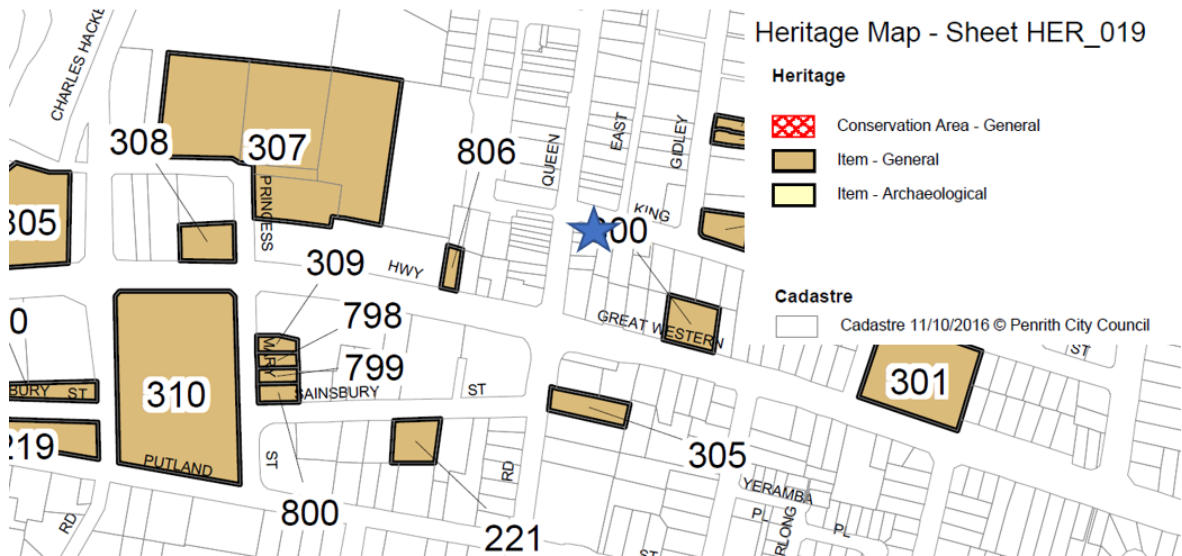 Heritage Map - Sheet HER_019
Heritage
Conservation Area - General
Item - General
Item - Archaeological
Cadastre
Cadastre 11/10/2016 © Penrith City Council
CHARLES HACKE
308
307
806
QUEEN
EAST
GIDLEY
KING
PRINCESS
305
00
309
HWY
798
GREAT WESTERN
ST
0
MARY
799
301
BURY ST
310
SAINSBURY ST
219
PUTLAND
ST
RD
305
YERAMBA
RD
800
221
PL
RLONG
PL
ST